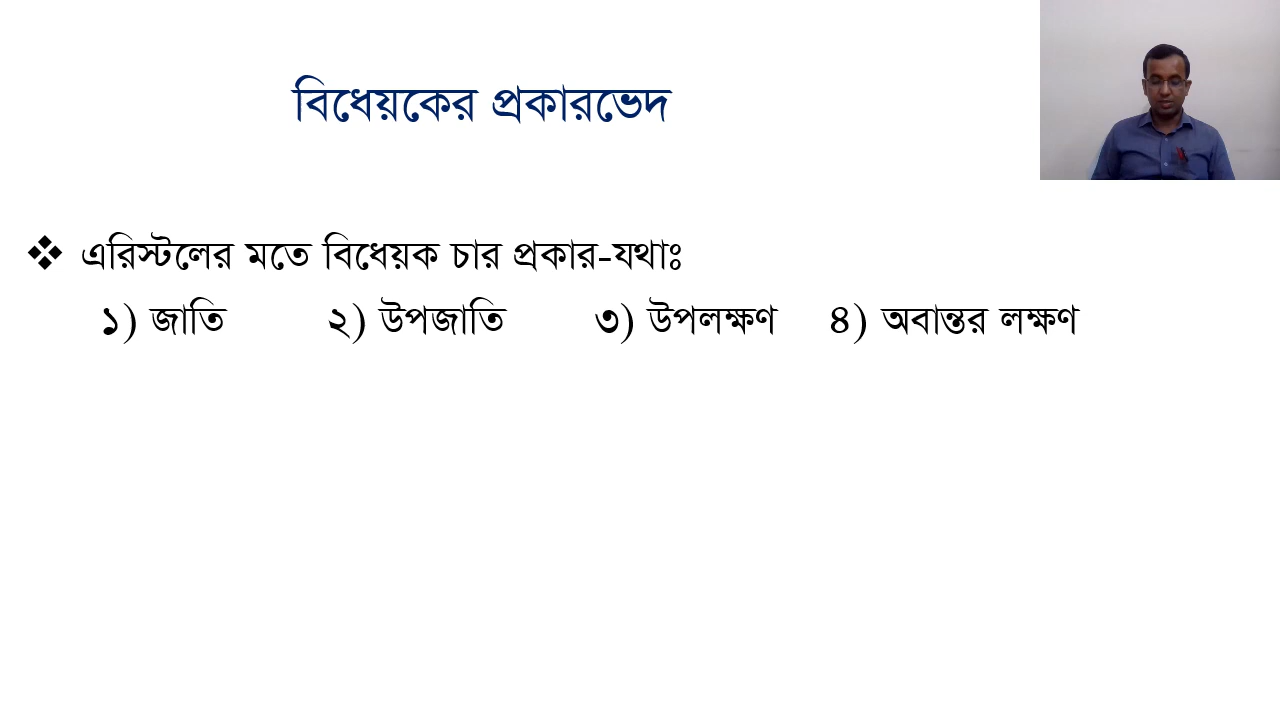 বিধেয়কের প্রকারভেদ
❖ এরিস্টলের মতে বিধেয়ক চার প্রকার-যথাঃ
১) জাতি ২) উপজাতি ৩) উপলক্ষণ ৪) অবান্তর লক্ষণ